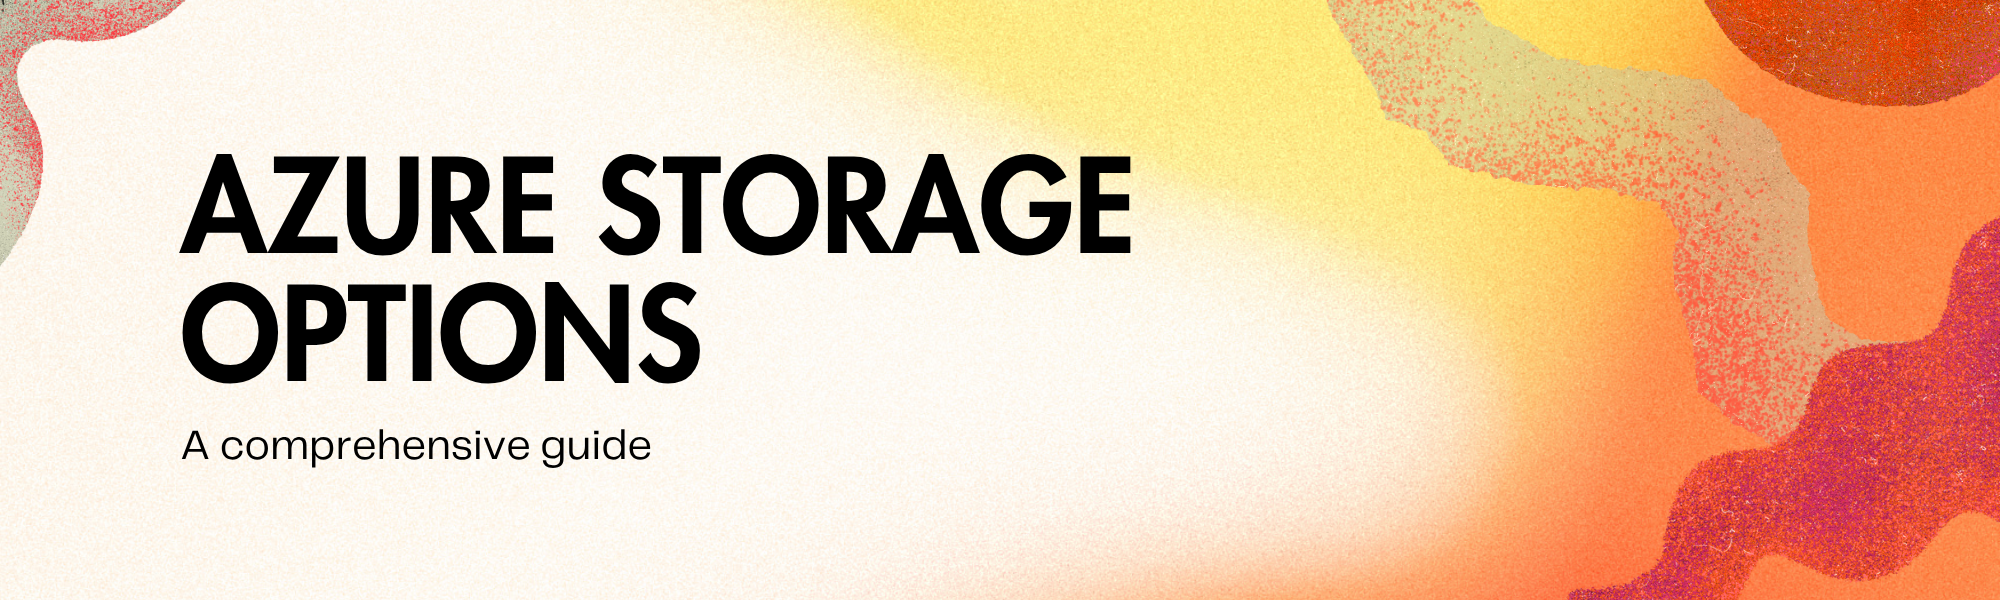 AZURE STORAGE
OPTIONS
A comprehensive guide